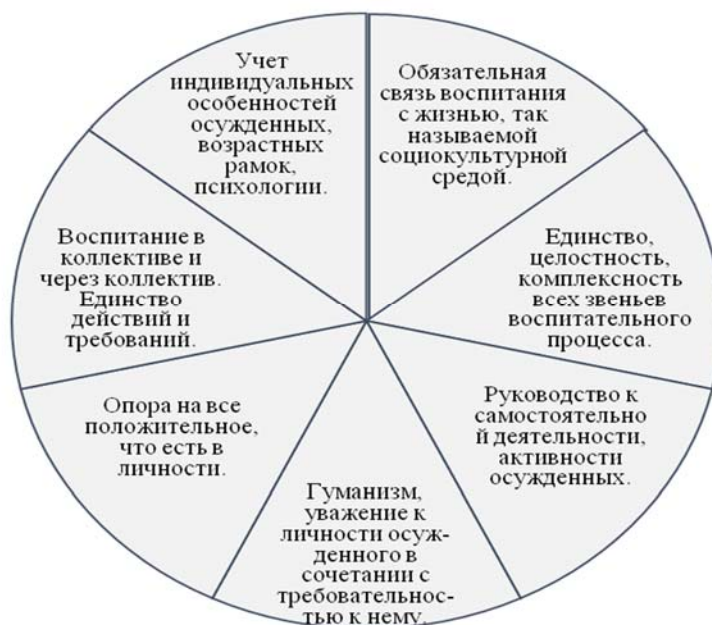 Учет
индивидуальных
особенностей
осужденных,
возрастных
рамок,
психологии.
Обязательная
связь воспитания
с жизнью, так
называемой
социокультурной
средой.
Единство,
целостность,
комплексность
всех звеньев
воспитательного
процесса.
Руководство к
самостоятельно
й деятельности,
активности
осужденных.
Гуманизм,
уважение к
личности осуж-
денного в
сочетании с
требовательнос-
тью к нему.
Опора на все
положительное,
что есть в
личности.
Воспитание в
коллективе и
через коллектив.
Единство
действий и
требований.